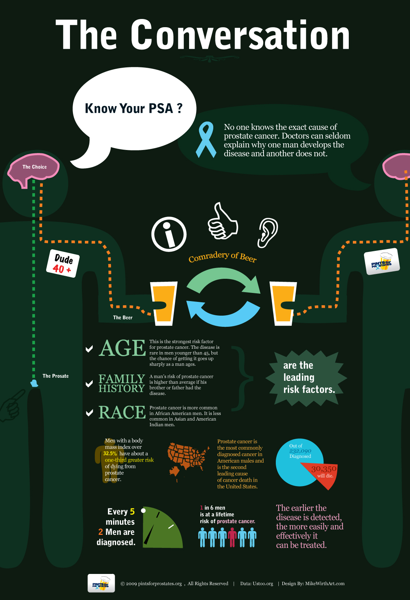 The Conversation
Know Your PSA ?
No one knows the exact cause of
prostate cancer. Doctors can seldom
explain why one man develops the
disease and another does not.
The Choice
Comradery of Beer
Dude
40 +
The Beer
AGE
This is the strongest risk factor
for prostate cancer. The disease is
rare in men younger than 45, but
the chance of getting it goes up
sharply as a man ages.
FAMILY
HISTORY
A man's risk of prostate cancer
is higher than average if his
brother or father had the
disease.
RACE
Prostate cancer is more common
in African American men. It is less
common in Asian and American
Indian men.
are the
leading
risk factors.
The Prosate
Men with a body
mass index over
32.5% have about a
one-third greater risk
of dying from
prostate
cancer.
Prostate cancer is
the most commonly
diagnosed cancer in
American males and
is the second
leading cause
of cancer death in
the United States.
Out of
Diagnosed
30,350
will die.
Every 5
minutes
2 Men are
diagnosed.
1 in 6 men
is at a lifetime
risk of prostate cancer.
The earlier the
disease is detected,
the more easily and
effectively it
can be treated.
© 2009 pintsforprostates.org , All Rights Reserved | Data: Ustoo.org | Design By: MikeWirthArt.com